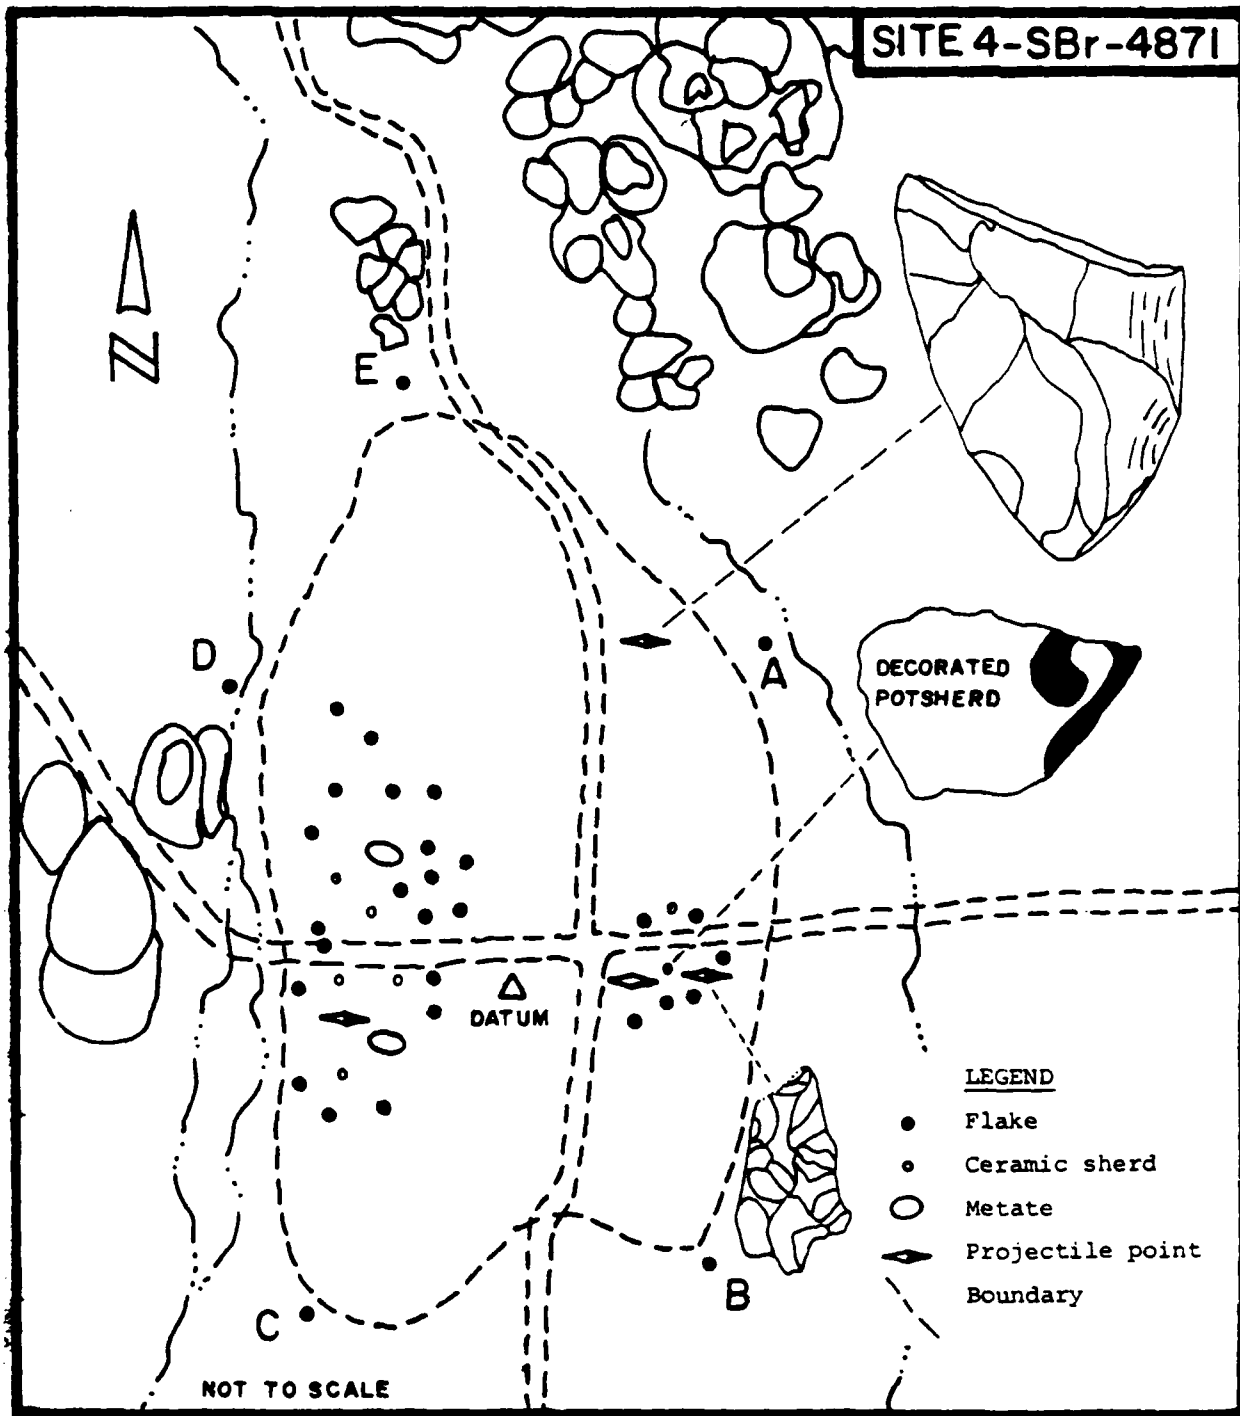 SITE 4-SBr-4871
N
E
D
A
DECORATED
POTSHERD
DATUM
LEGEND
Flake
Ceramic sherd
Metate
Projectile point
Boundary
B
C
NOT TO SCALE